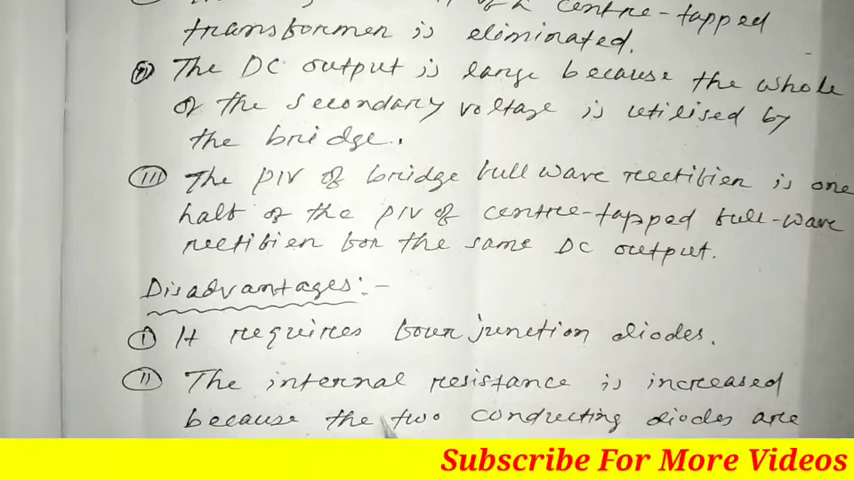 of centre-tapped
transformer is eliminated.
(ii) The DC output is large because the whole
of the secondary voltage is utilised by
the bridge.
(iii) The PIV of bridge full wave rectifier is one
half of the PIV of centre-tapped full-wave
rectifier for the same DC output.
Disadvantages:-
(i) It requires four junction diodes.
(ii) The internal resistance is increased
because the two conducting diodes are
Subscribe For More Videos